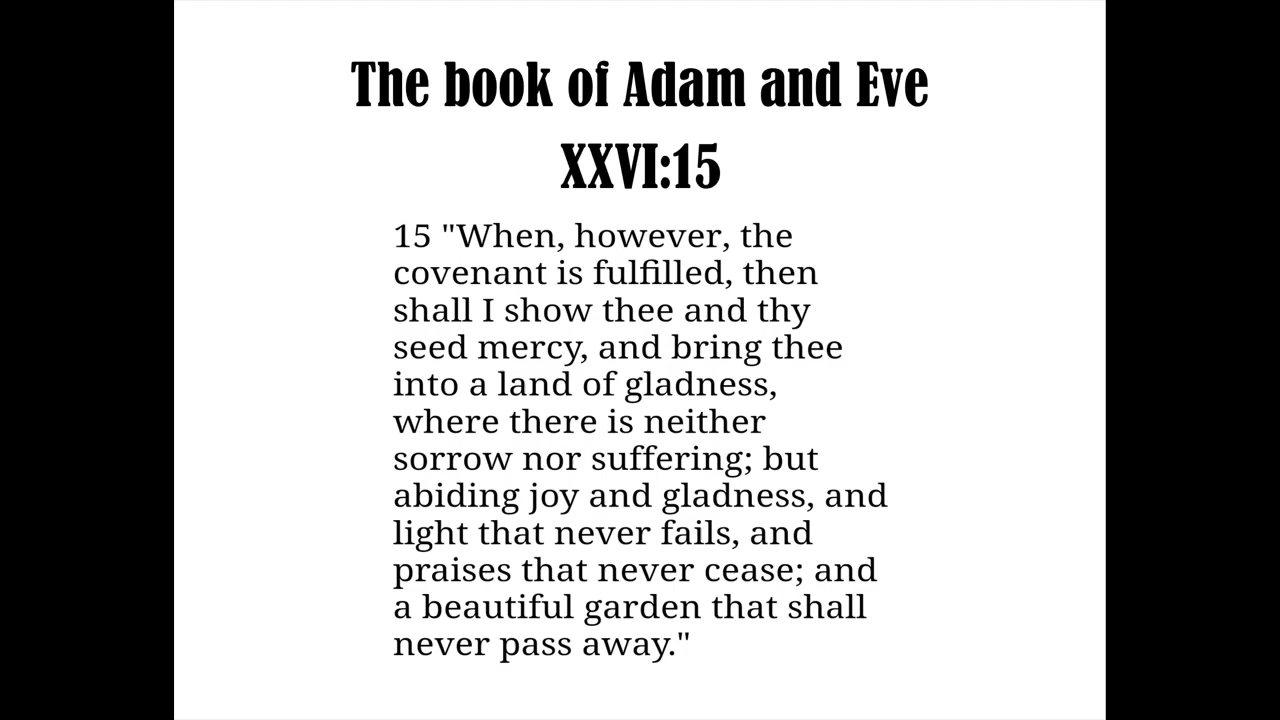 The book of Adam and Eve
XXVI:15
15 "When, however, the
covenant is fulfilled, then
shall I show thee and thy
seed mercy, and bring thee
into a land of gladness,
where there is neither
sorrow nor suffering; but
abiding joy and gladness, and
light that never fails, and
praises that never cease; and
a beautiful garden that shall
never pass away."